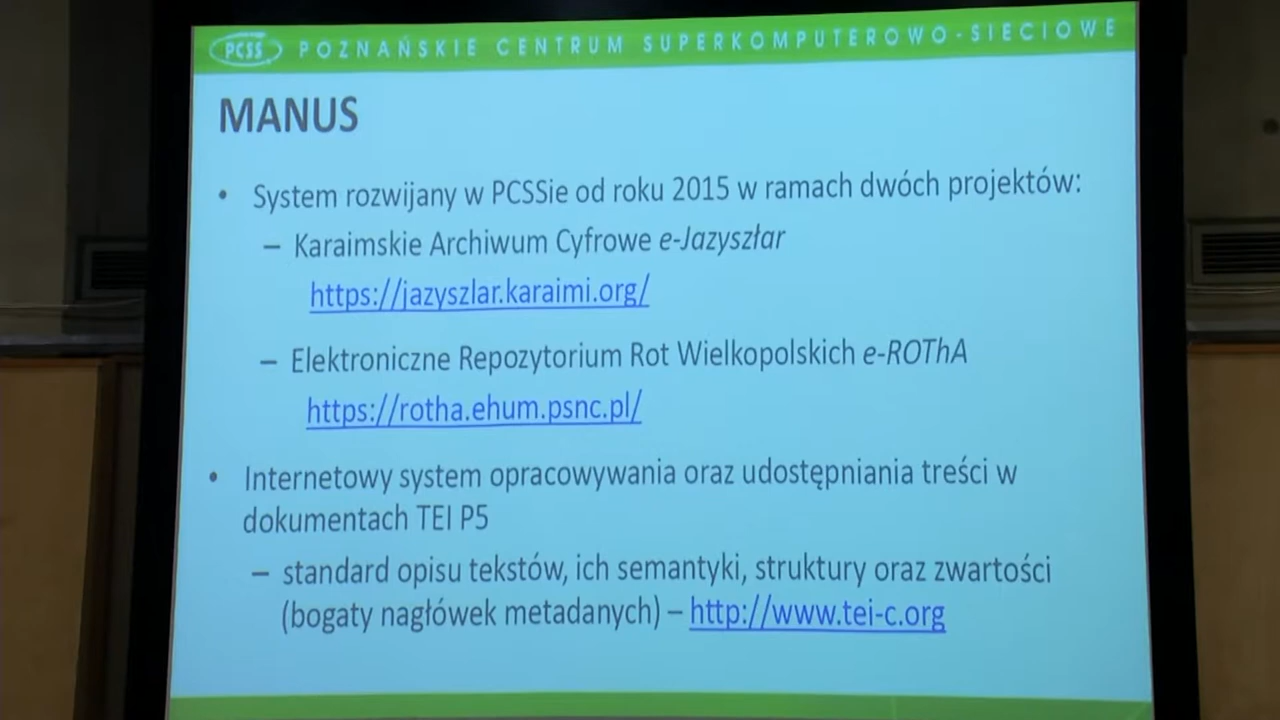 PCSS POZNAŃSKIE CENTRUM SUPERKOMPUTEROWO-SIECIOWE
MANUS
• System rozwijany w PCSSie od roku 2015 w ramach dwóch projektów:
– Karaimskie Archiwum Cyfrowe e-Jazyszłar
https://jazyszlar.karaimi.org/
– Elektroniczne Repozytorium Rot Wielkopolskich e-ROThA
https://rotha.ehum.psnc.pl/
• Internetowy system opracowywania oraz udostępniania treści w
dokumentach TEI P5
– standard opisu tekstów, ich semantyki, struktury oraz zwartości
(bogaty nagłówek metadanych) – http://www.tei-c.org